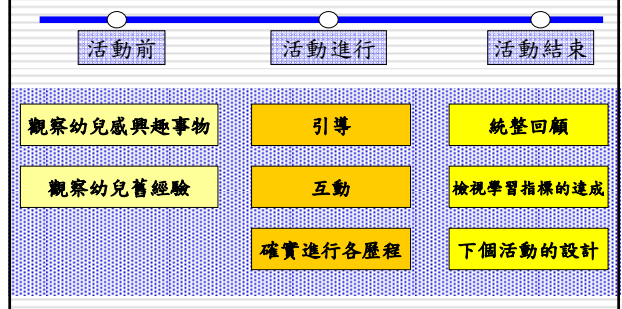 活動前
活動進行
活動結束
觀察幼兒感興趣事物
引導
統整回顧
觀察幼兒舊經驗
互動
檢視學習指標的達成
確實進行各歷程
下個活動的設計